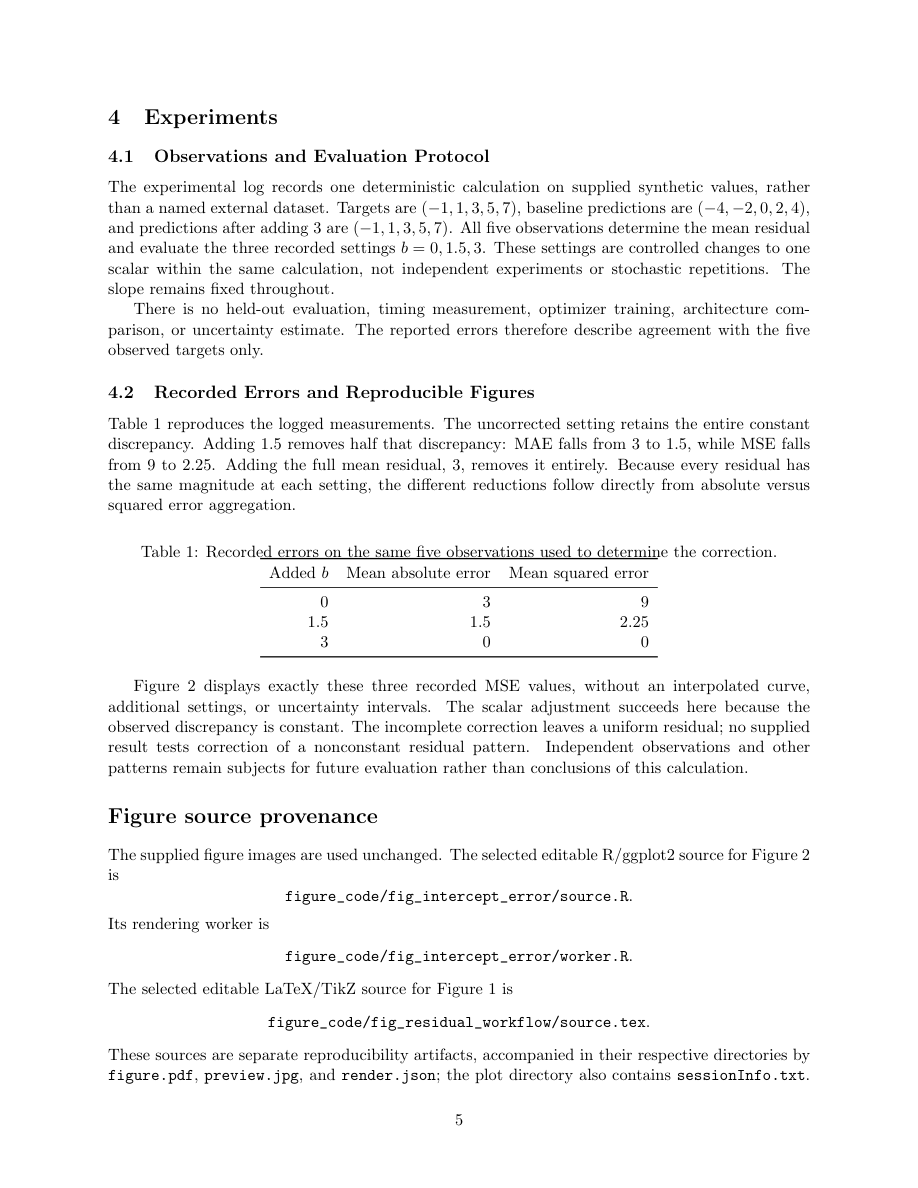 4 Experiments
4.1 Observations and Evaluation Protocol
The experimental log records one deterministic calculation on supplied synthetic values, rather
than a named external dataset. Targets are (−1, 1, 3, 5, 7), baseline predictions are (−4, −2, 0, 2, 4),
and predictions after adding 3 are (−1, 1, 3, 5, 7). All five observations determine the mean residual
and evaluate the three recorded settings b = 0, 1.5, 3. These settings are controlled changes to one
scalar within the same calculation, not independent experiments or stochastic repetitions. The
slope remains fixed throughout.
There is no held-out evaluation, timing measurement, optimizer training, architecture com-
parison, or uncertainty estimate. The reported errors therefore describe agreement with the five
observed targets only.
4.2 Recorded Errors and Reproducible Figures
Table 1 reproduces the logged measurements. The uncorrected setting retains the entire constant
discrepancy. Adding 1.5 removes half that discrepancy: MAE falls from 3 to 1.5, while MSE falls
from 9 to 2.25. Adding the full mean residual, 3, removes it entirely. Because every residual has
the same magnitude at each setting, the different reductions follow directly from absolute versus
squared error aggregation.
Table 1: Recorded errors on the same five observations used to determine the correction.
Added b Mean absolute error Mean squared error
0 3 9
1.5 1.5 2.25
3 0 0
Figure 2 displays exactly these three recorded MSE values, without an interpolated curve,
additional settings, or uncertainty intervals. The scalar adjustment succeeds here because the
observed discrepancy is constant. The incomplete correction leaves a uniform residual; no supplied
result tests correction of a nonconstant residual pattern. Independent observations and other
patterns remain subjects for future evaluation rather than conclusions of this calculation.
Figure source provenance
The supplied figure images are used unchanged. The selected editable R/ggplot2 source for Figure 2
is
figure_code/fig_intercept_error/source.R.
Its rendering worker is
figure_code/fig_intercept_error/worker.R.
The selected editable LaTeX/TikZ source for Figure 1 is
figure_code/fig_residual_workflow/source.tex.
These sources are separate reproducibility artifacts, accompanied in their respective directories by
figure.pdf, preview.jpg, and render.json; the plot directory also contains sessionInfo.txt.
5